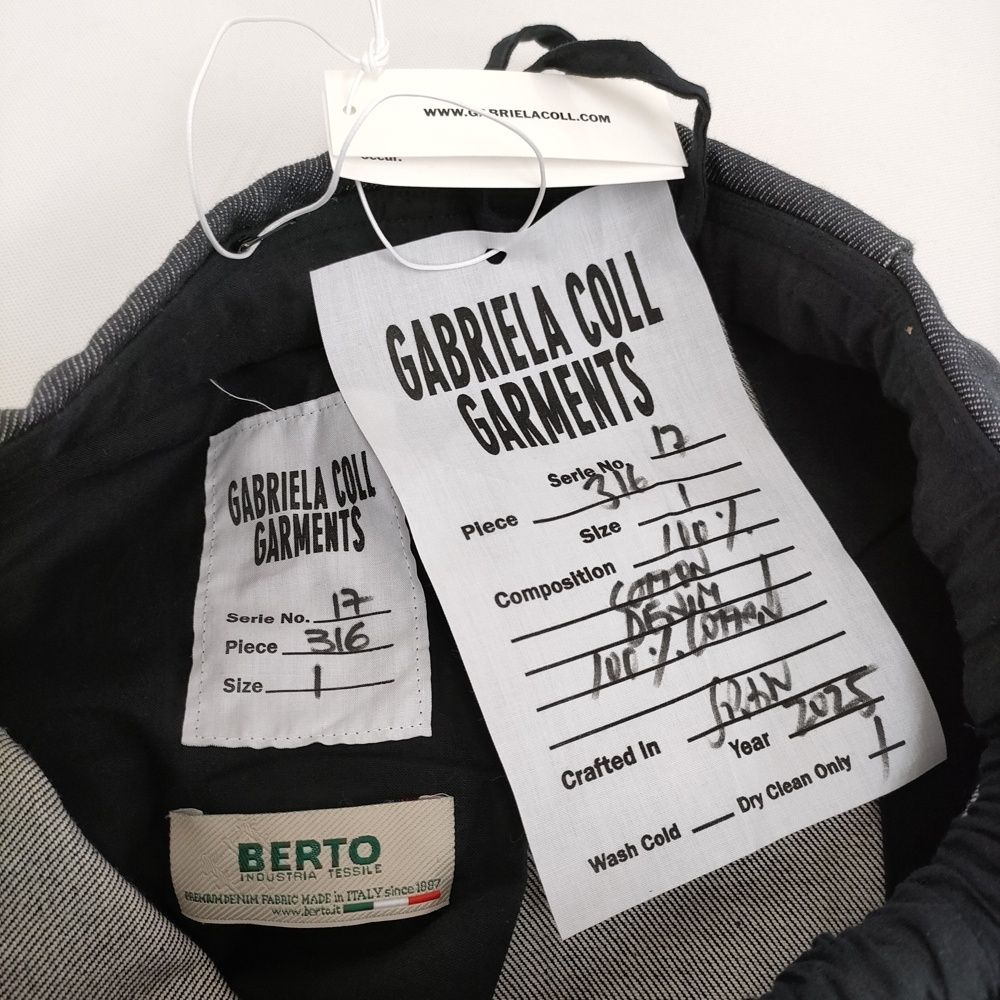 WWW.GABRIELACOLL.COM
occur.
GABRIELA COLL
GARMENTS
Serie No. 17
Piece 316
Size 1
Composition 100%
COTTON
DENIM /
100% COTTON
Crafted In SPAIN
Year 2025
Wash Cold Dry Clean Only /
GABRIELA COLL
GARMENTS
Serie No. 17
Piece 316
Size 1
BERTO
INDUSTRIA TESSILE
PREMIUM DENIM FABRIC MADE in ITALY since 1887
www.berto.it